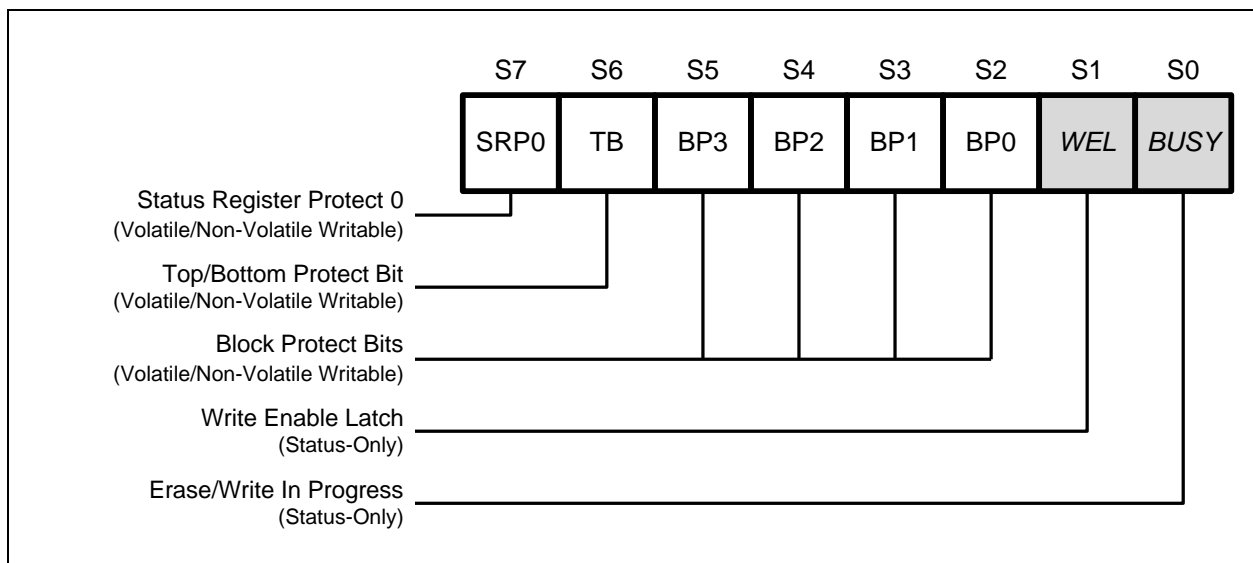 S7 S6 S5 S4 S3 S2 S1 S0
SRP0 TB BP3 BP2 BP1 BP0 WEL BUSY
Status Register Protect 0
(Volatile/Non-Volatile Writable)
Top/Bottom Protect Bit
(Volatile/Non-Volatile Writable)
Block Protect Bits
(Volatile/Non-Volatile Writable)
Write Enable Latch
(Status-Only)
Erase/Write In Progress
(Status-Only)